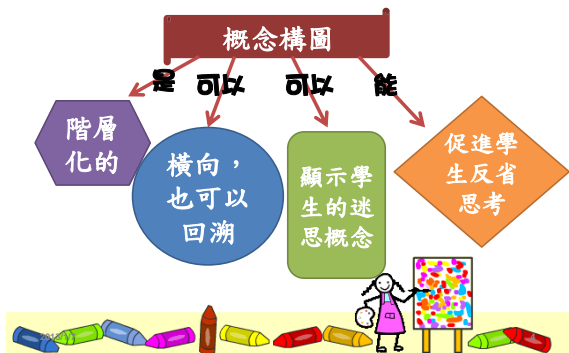 概念構圖
是
可以
可以
能
階層
化的
橫向，
也可以
回溯
顯示學
生的迷
思概念
促進學
生反省
思考